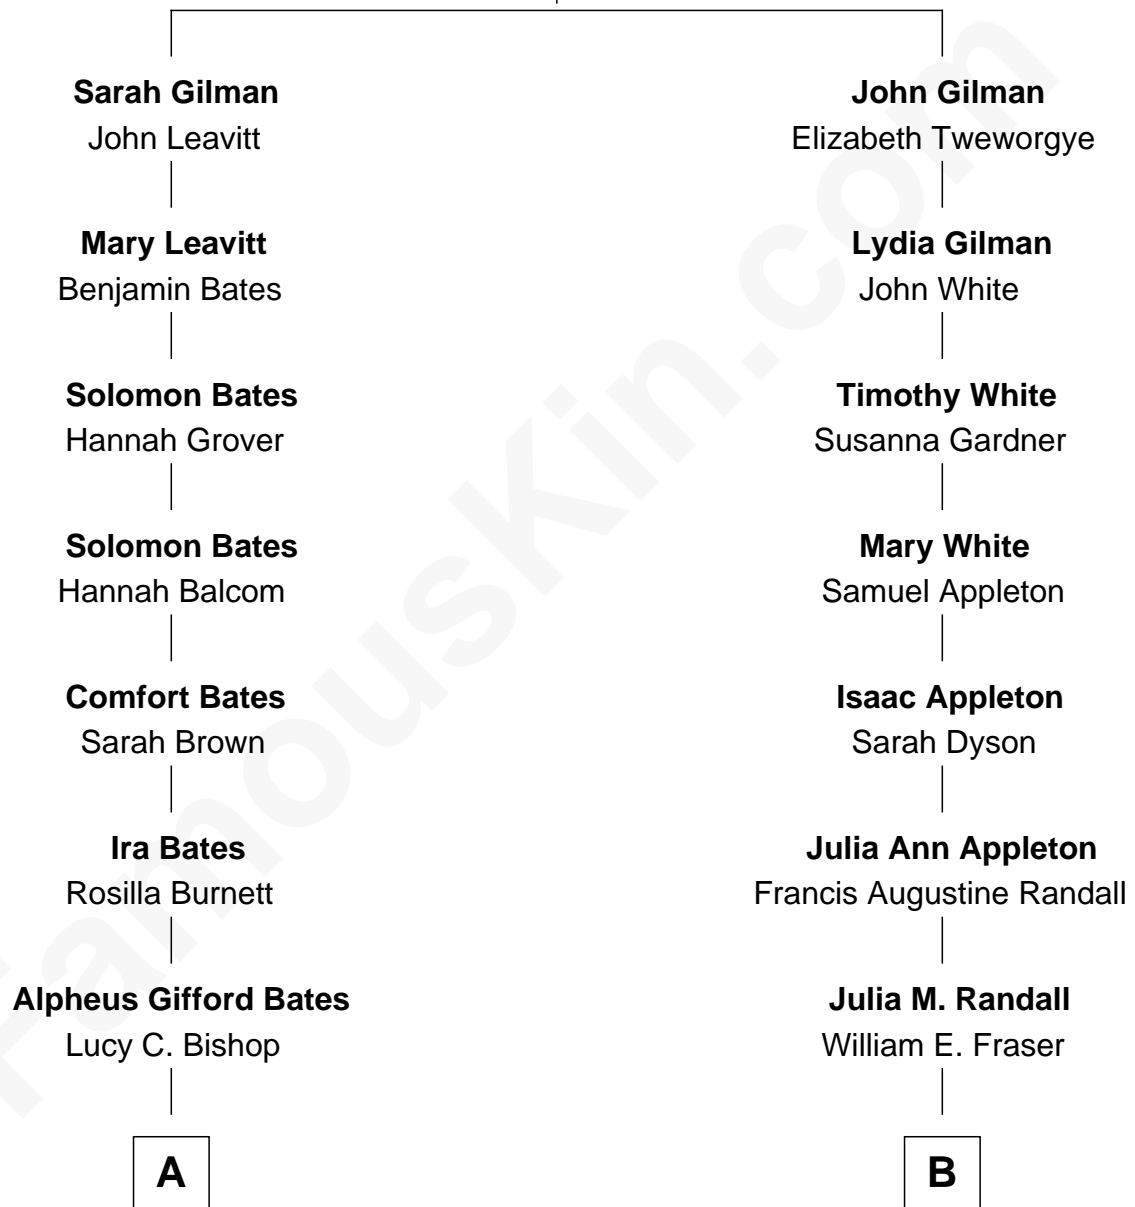 Sarah Gilman
John Leavitt
Mary Leavitt
Benjamin Bates
Solomon Bates
Hannah Grover
Solomon Bates
Hannah Balcom
Comfort Bates
Sarah Brown
Ira Bates
Rosilla Burnett
Alpheus Gifford Bates
Lucy C. Bishop
A
John Gilman
Elizabeth Tweworgye
Lydia Gilman
John White
Timothy White
Susanna Gardner
Mary White
Samuel Appleton
Isaac Appleton
Sarah Dyson
Julia Ann Appleton
Francis Augustine Randall
Julia M. Randall
William E. Fraser
B
FamousKin.com